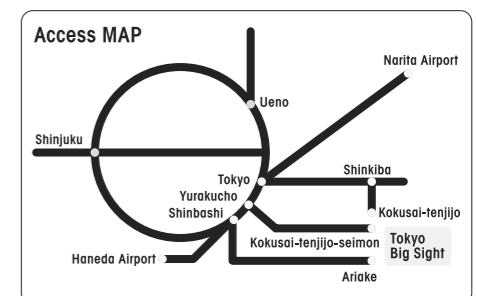 Access MAP
Narita Airport
Ueno
Shinjuku
Tokyo
Shinkiba
Yurakucho
Shinbashi
Kokusai-tenjijo
Kokusai-tenjijo-seimon
Tokyo
Big Sight
Haneda Airport
Ariake